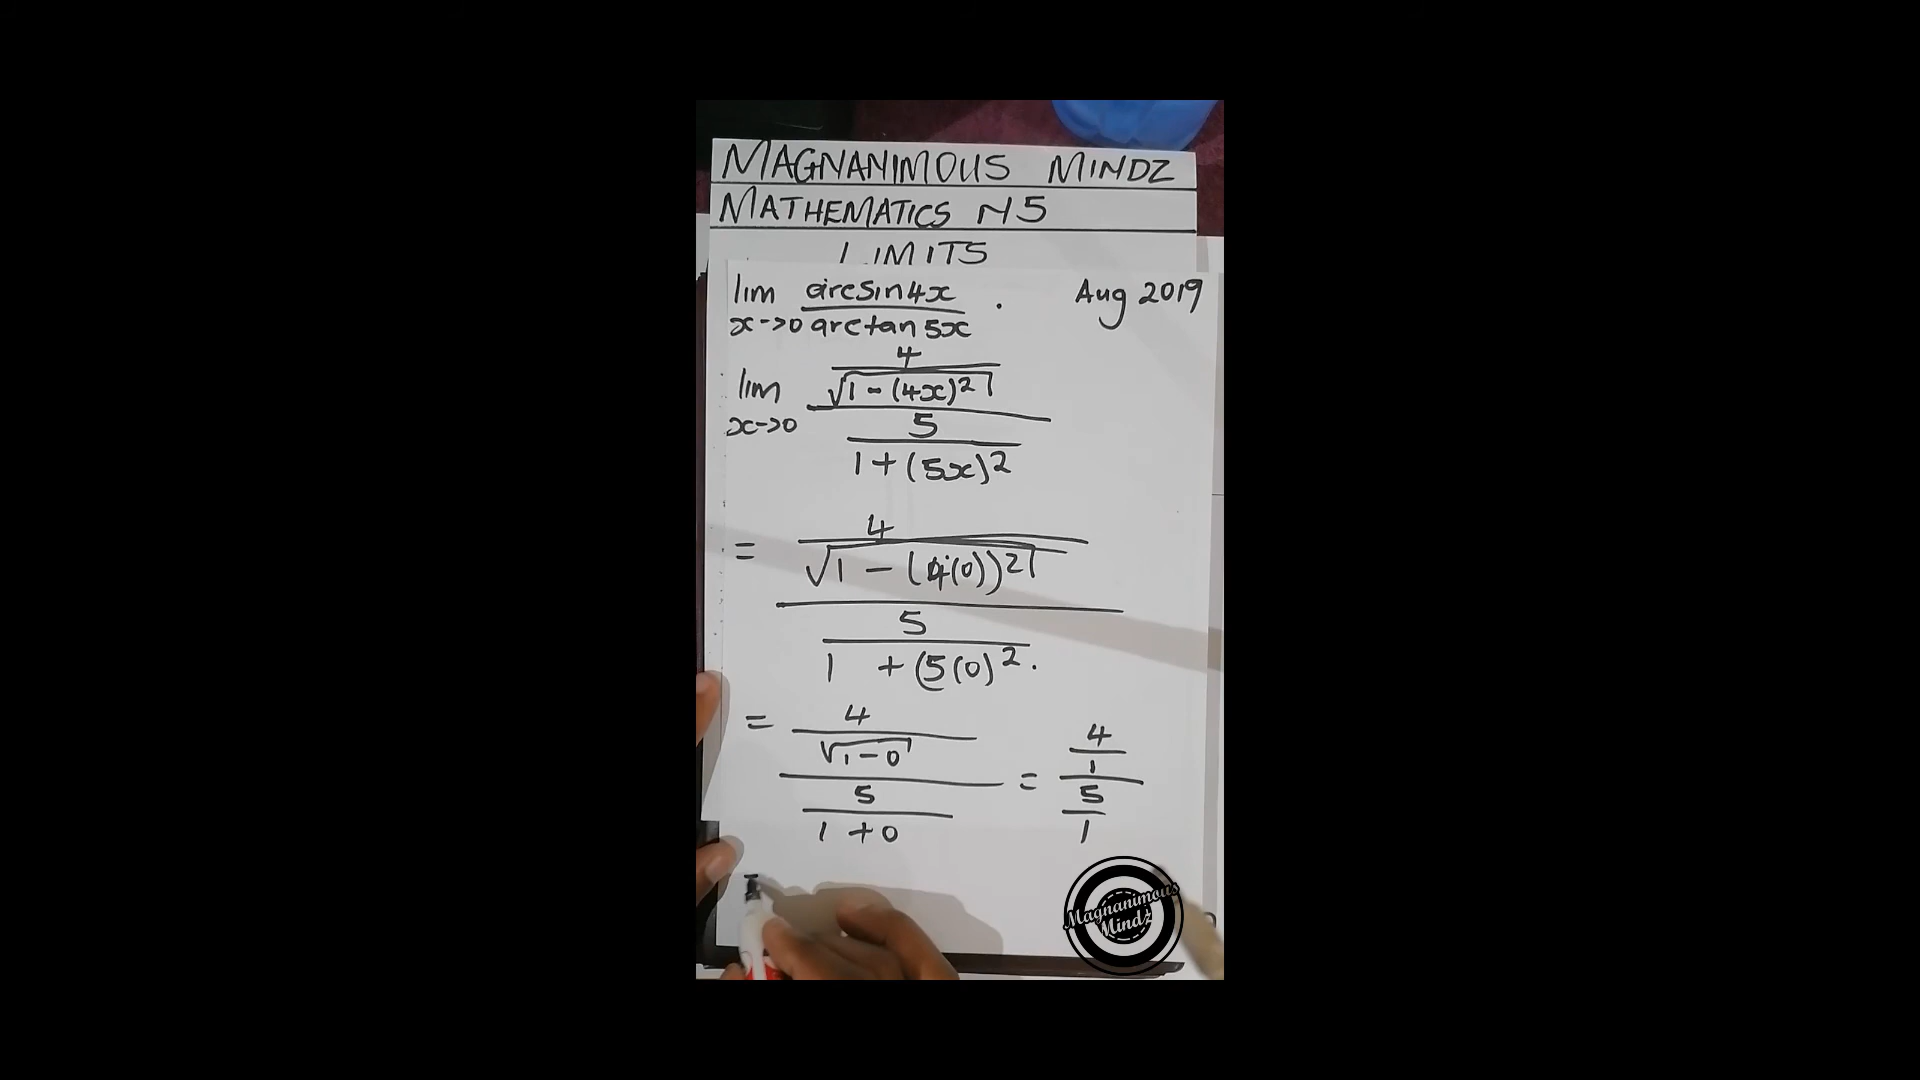 MAGNANIMOUS MINDZ
MATHEMATICS N5
LIMITS
lim arcsin4x . Aug 2019
x->0 arctan 5x
4
lim √1-(4x)²
x->0 5
1+(5x)²
4
= √1 - (4(0))²
5
1 + (5(0)².
= 4
√1-0
5
1 +0
= 4
1
5
1
Magnanimous
Mindz